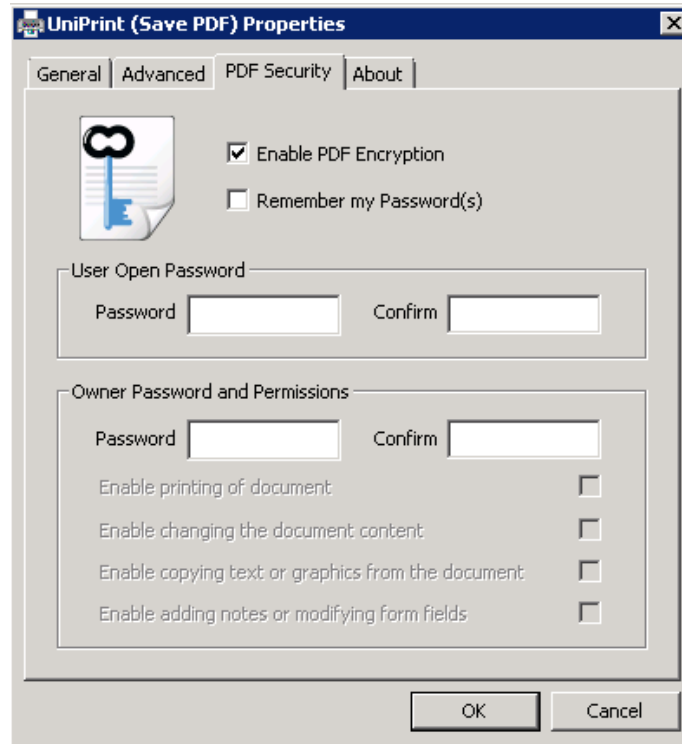 UniPrint (Save PDF) Properties
General Advanced PDF Security About
Enable PDF Encryption
Remember my Password(s)
User Open Password
Password Confirm
Owner Password and Permissions
Password Confirm
Enable printing of document
Enable changing the document content
Enable copying text or graphics from the document
Enable adding notes or modifying form fields
OK Cancel